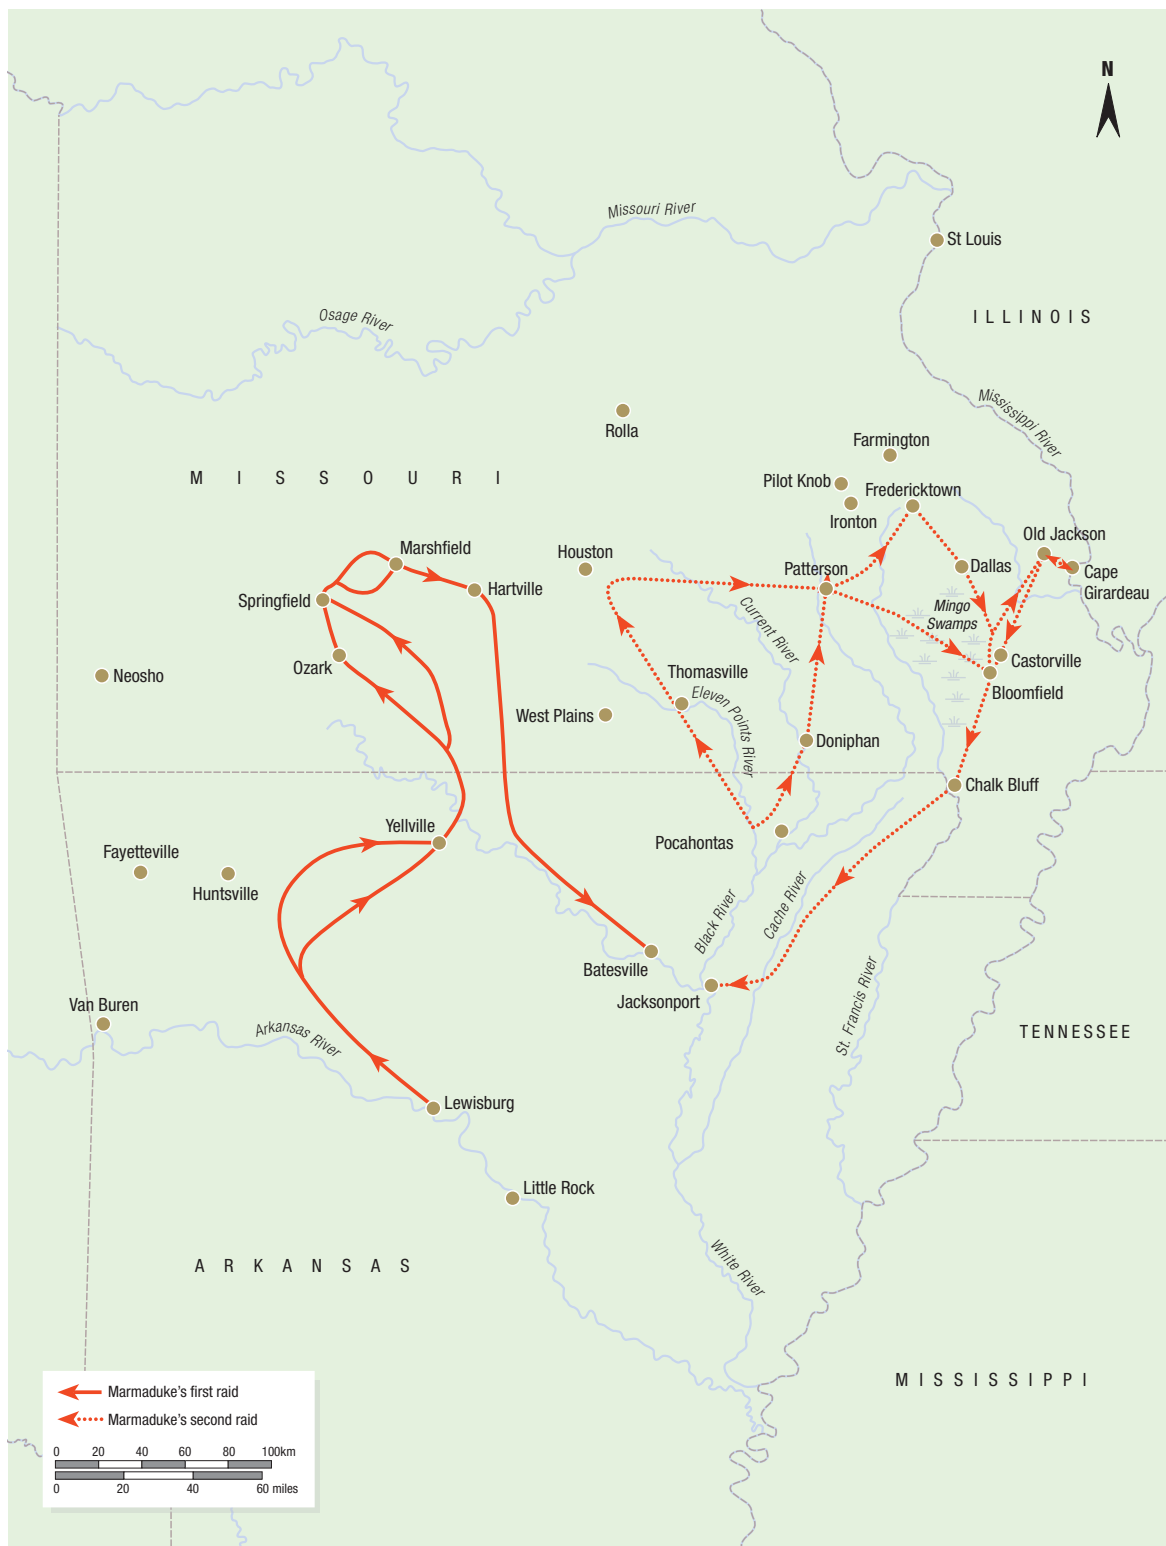 N
Missouri River
St Louis
ILLINOIS
Osage River
Mississippi River
Rolla
Farmington
MISSOURI
Pilot Knob
Fredericktown
Ironton
Old Jackson
Marshfield
Houston
Patterson
Dallas
Cape
Girardeau
Springfield
Hartville
Current River
Mingo
Swamps
Ozark
Castorville
Neosho
Thomasville
Bloomfield
Eleven Points River
West Plains
Doniphan
Chalk Bluff
Yellville
Pocahontas
Fayetteville
Huntsville
Black River
Cache River
Batesville
Jacksonport
Van Buren
St. Francis River
Arkansas River
TENNESSEE
Lewisburg
Little Rock
White River
ARKANSAS
MISSISSIPPI
Marmaduke's first raid
Marmaduke's second raid
0 20 40 60 80 100km
0 20 40 60 miles